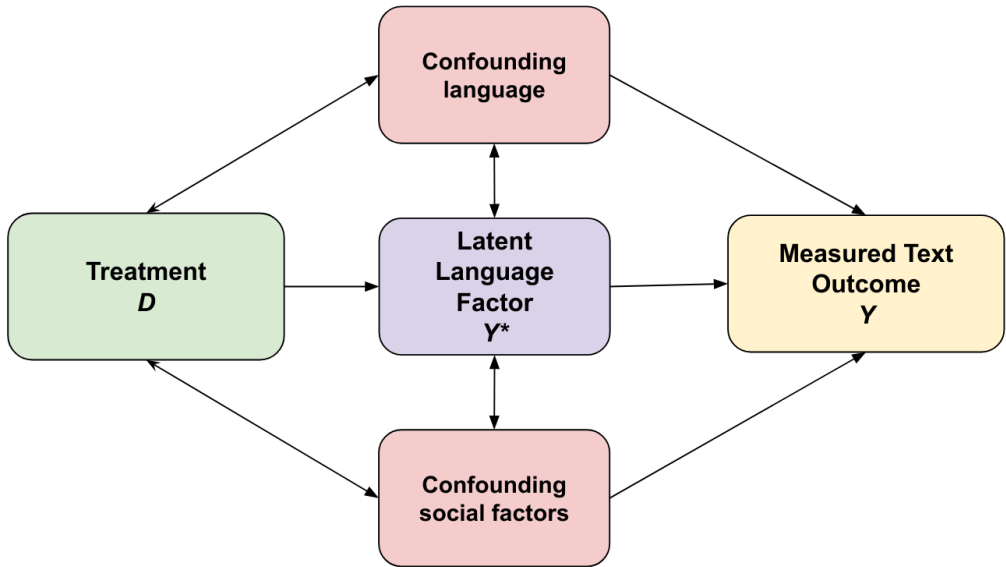 Confounding
language
Treatment
D
Latent
Language
Factor
Y*
Measured Text
Outcome
Y
Confounding
social factors